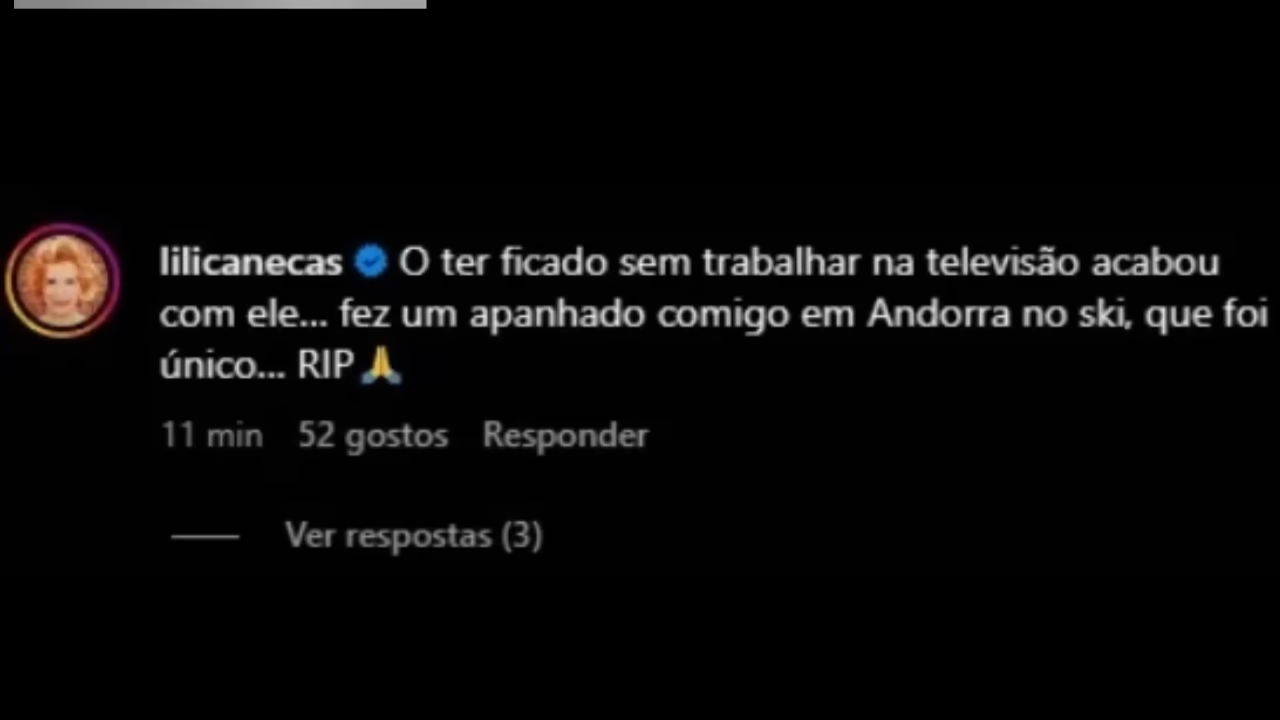 lilicanecas O ter ficado sem trabalhar na televisão acabou
com ele... fez um apanhado comigo em Andorra no ski, que foi
único... RIP 🙏
11 min 52 gostos Responder
Ver respostas (3)